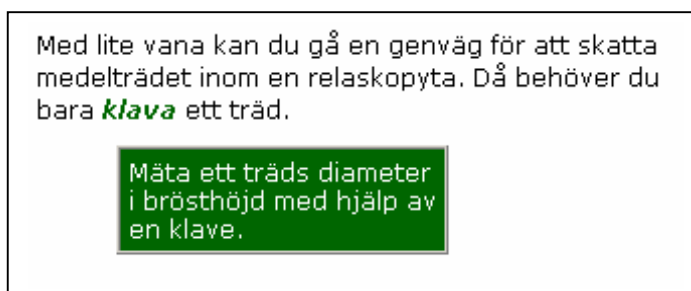 Med lite vana kan du gå en genväg för att skatta
medelträdet inom en relaskopyta. Då behöver du
bara klava ett träd.
Mäta ett träds diameter
i brösthöjd med hjälp av
en klave.